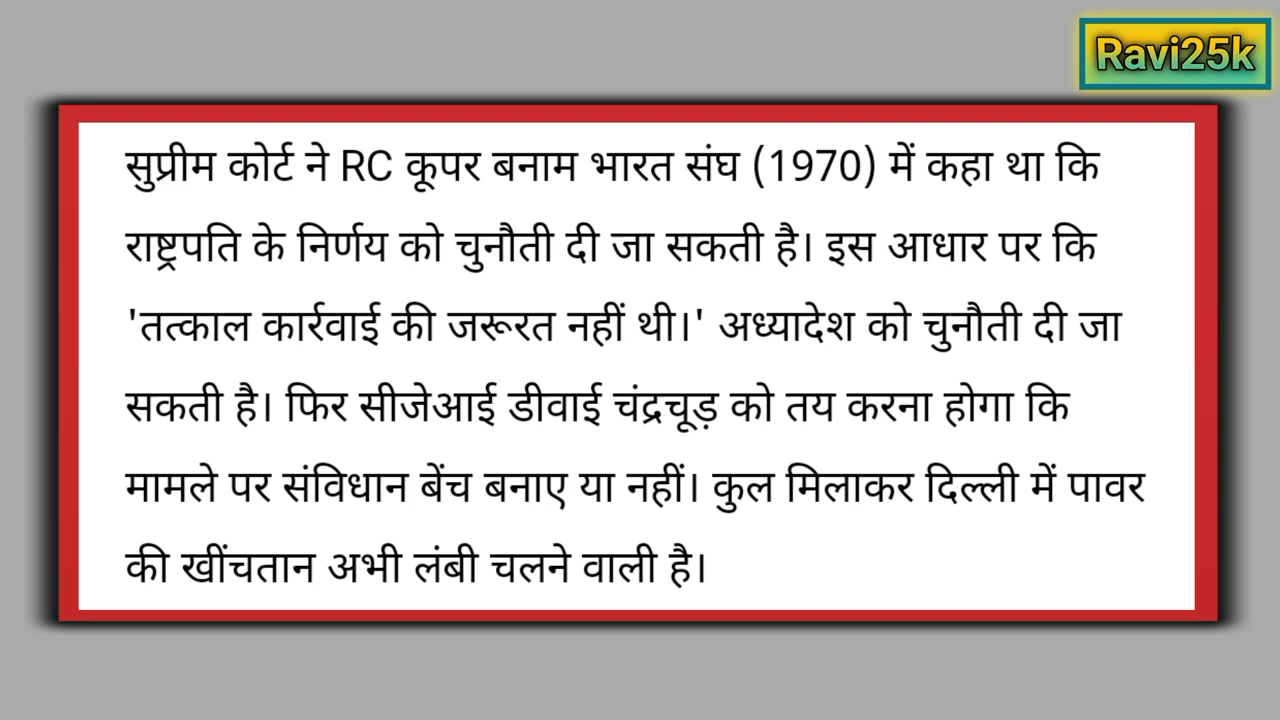 Ravi25k
सुप्रीम कोर्ट ने RC कूपर बनाम भारत संघ (1970) में कहा था कि
राष्ट्रपति के निर्णय को चुनौती दी जा सकती है। इस आधार पर कि
'तत्काल कार्रवाई की जरूरत नहीं थी।' अध्यादेश को चुनौती दी जा
सकती है। फिर सीजेआई डीवाई चंद्रचूड़ को तय करना होगा कि
मामले पर संविधान बेंच बनाए या नहीं। कुल मिलाकर दिल्ली में पावर
की खींचतान अभी लंबी चलने वाली है।